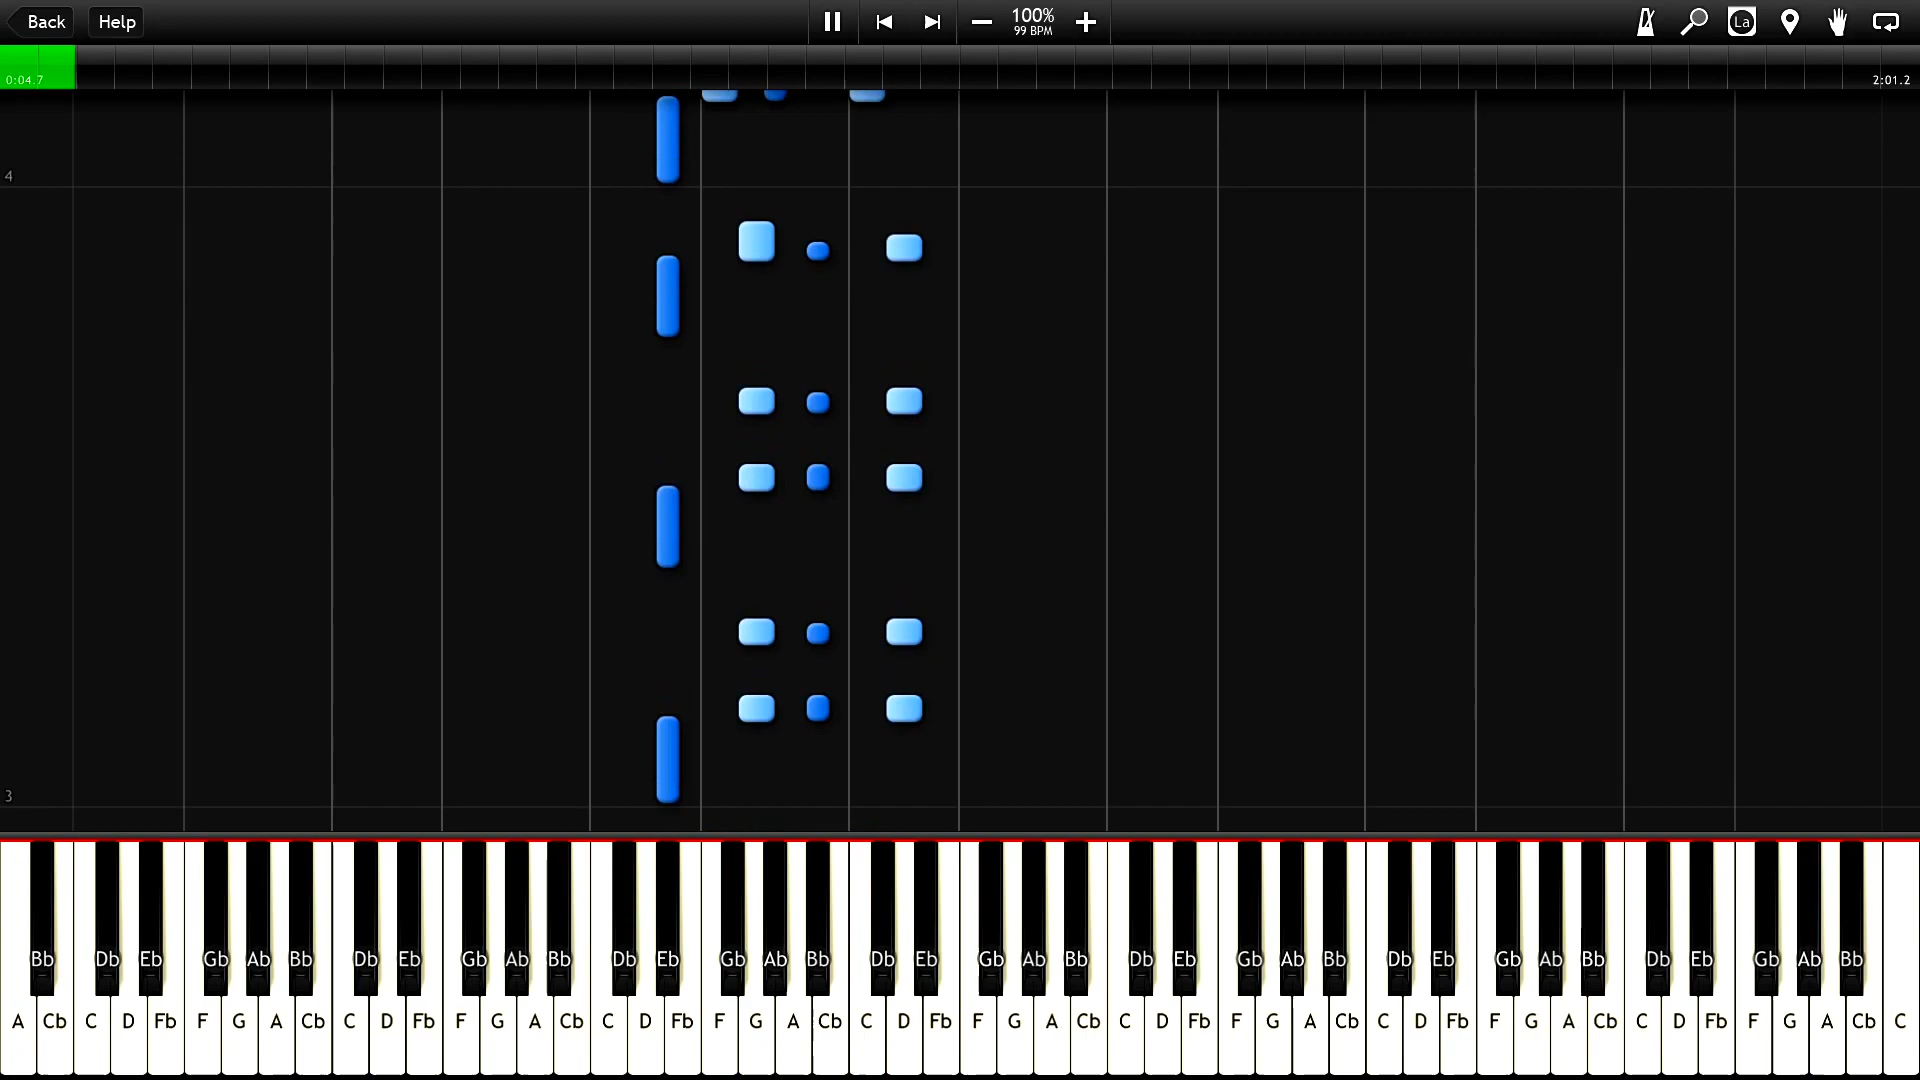 Back Help 100% La
99 BPM
0:04.7 2:01.2
4
3
Bb Db Eb Gb Ab Bb Db Eb Gb Ab Bb Db Eb Gb Ab Bb Db Eb Gb Ab Bb Db Eb Gb Ab Bb Db Eb Gb Ab Bb Db Eb Gb Ab Bb
A Cb C D Fb F G A Cb C D Fb F G A Cb C D Fb F G A Cb C D Fb F G A Cb C D Fb F G A Cb C D Fb F G A Cb C D Fb F G A Cb C